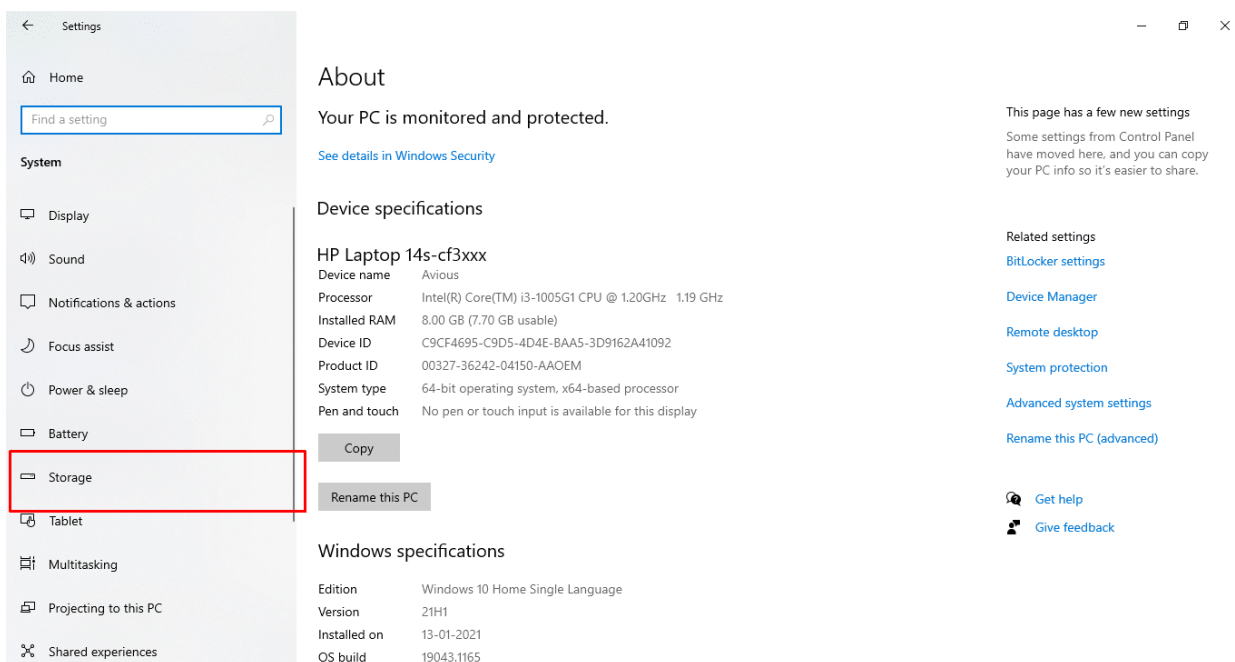 Settings
Home
Find a setting
System
Display
Sound
Notifications & actions
Focus assist
Power & sleep
Battery
Storage
Tablet
Multitasking
Projecting to this PC
Shared experiences
About
Your PC is monitored and protected.
See details in Windows Security
Device specifications
HP Laptop 14s-cf3xxx
Device name Avious
Processor Intel(R) Core(TM) i3-1005G1 CPU @ 1.20GHz 1.19 GHz
Installed RAM 8.00 GB (7.70 GB usable)
Device ID C9CF4695-C9D5-4D4E-BAA5-3D9162A41092
Product ID 00327-36242-04150-AAOEM
System type 64-bit operating system, x64-based processor
Pen and touch No pen or touch input is available for this display
Copy
Rename this PC
Windows specifications
Edition Windows 10 Home Single Language
Version 21H1
Installed on 13-01-2021
OS build 19043.1165
This page has a few new settings
Some settings from Control Panel
have moved here, and you can copy
your PC info so it's easier to share.
Related settings
BitLocker settings
Device Manager
Remote desktop
System protection
Advanced system settings
Rename this PC (advanced)
Get help
Give feedback